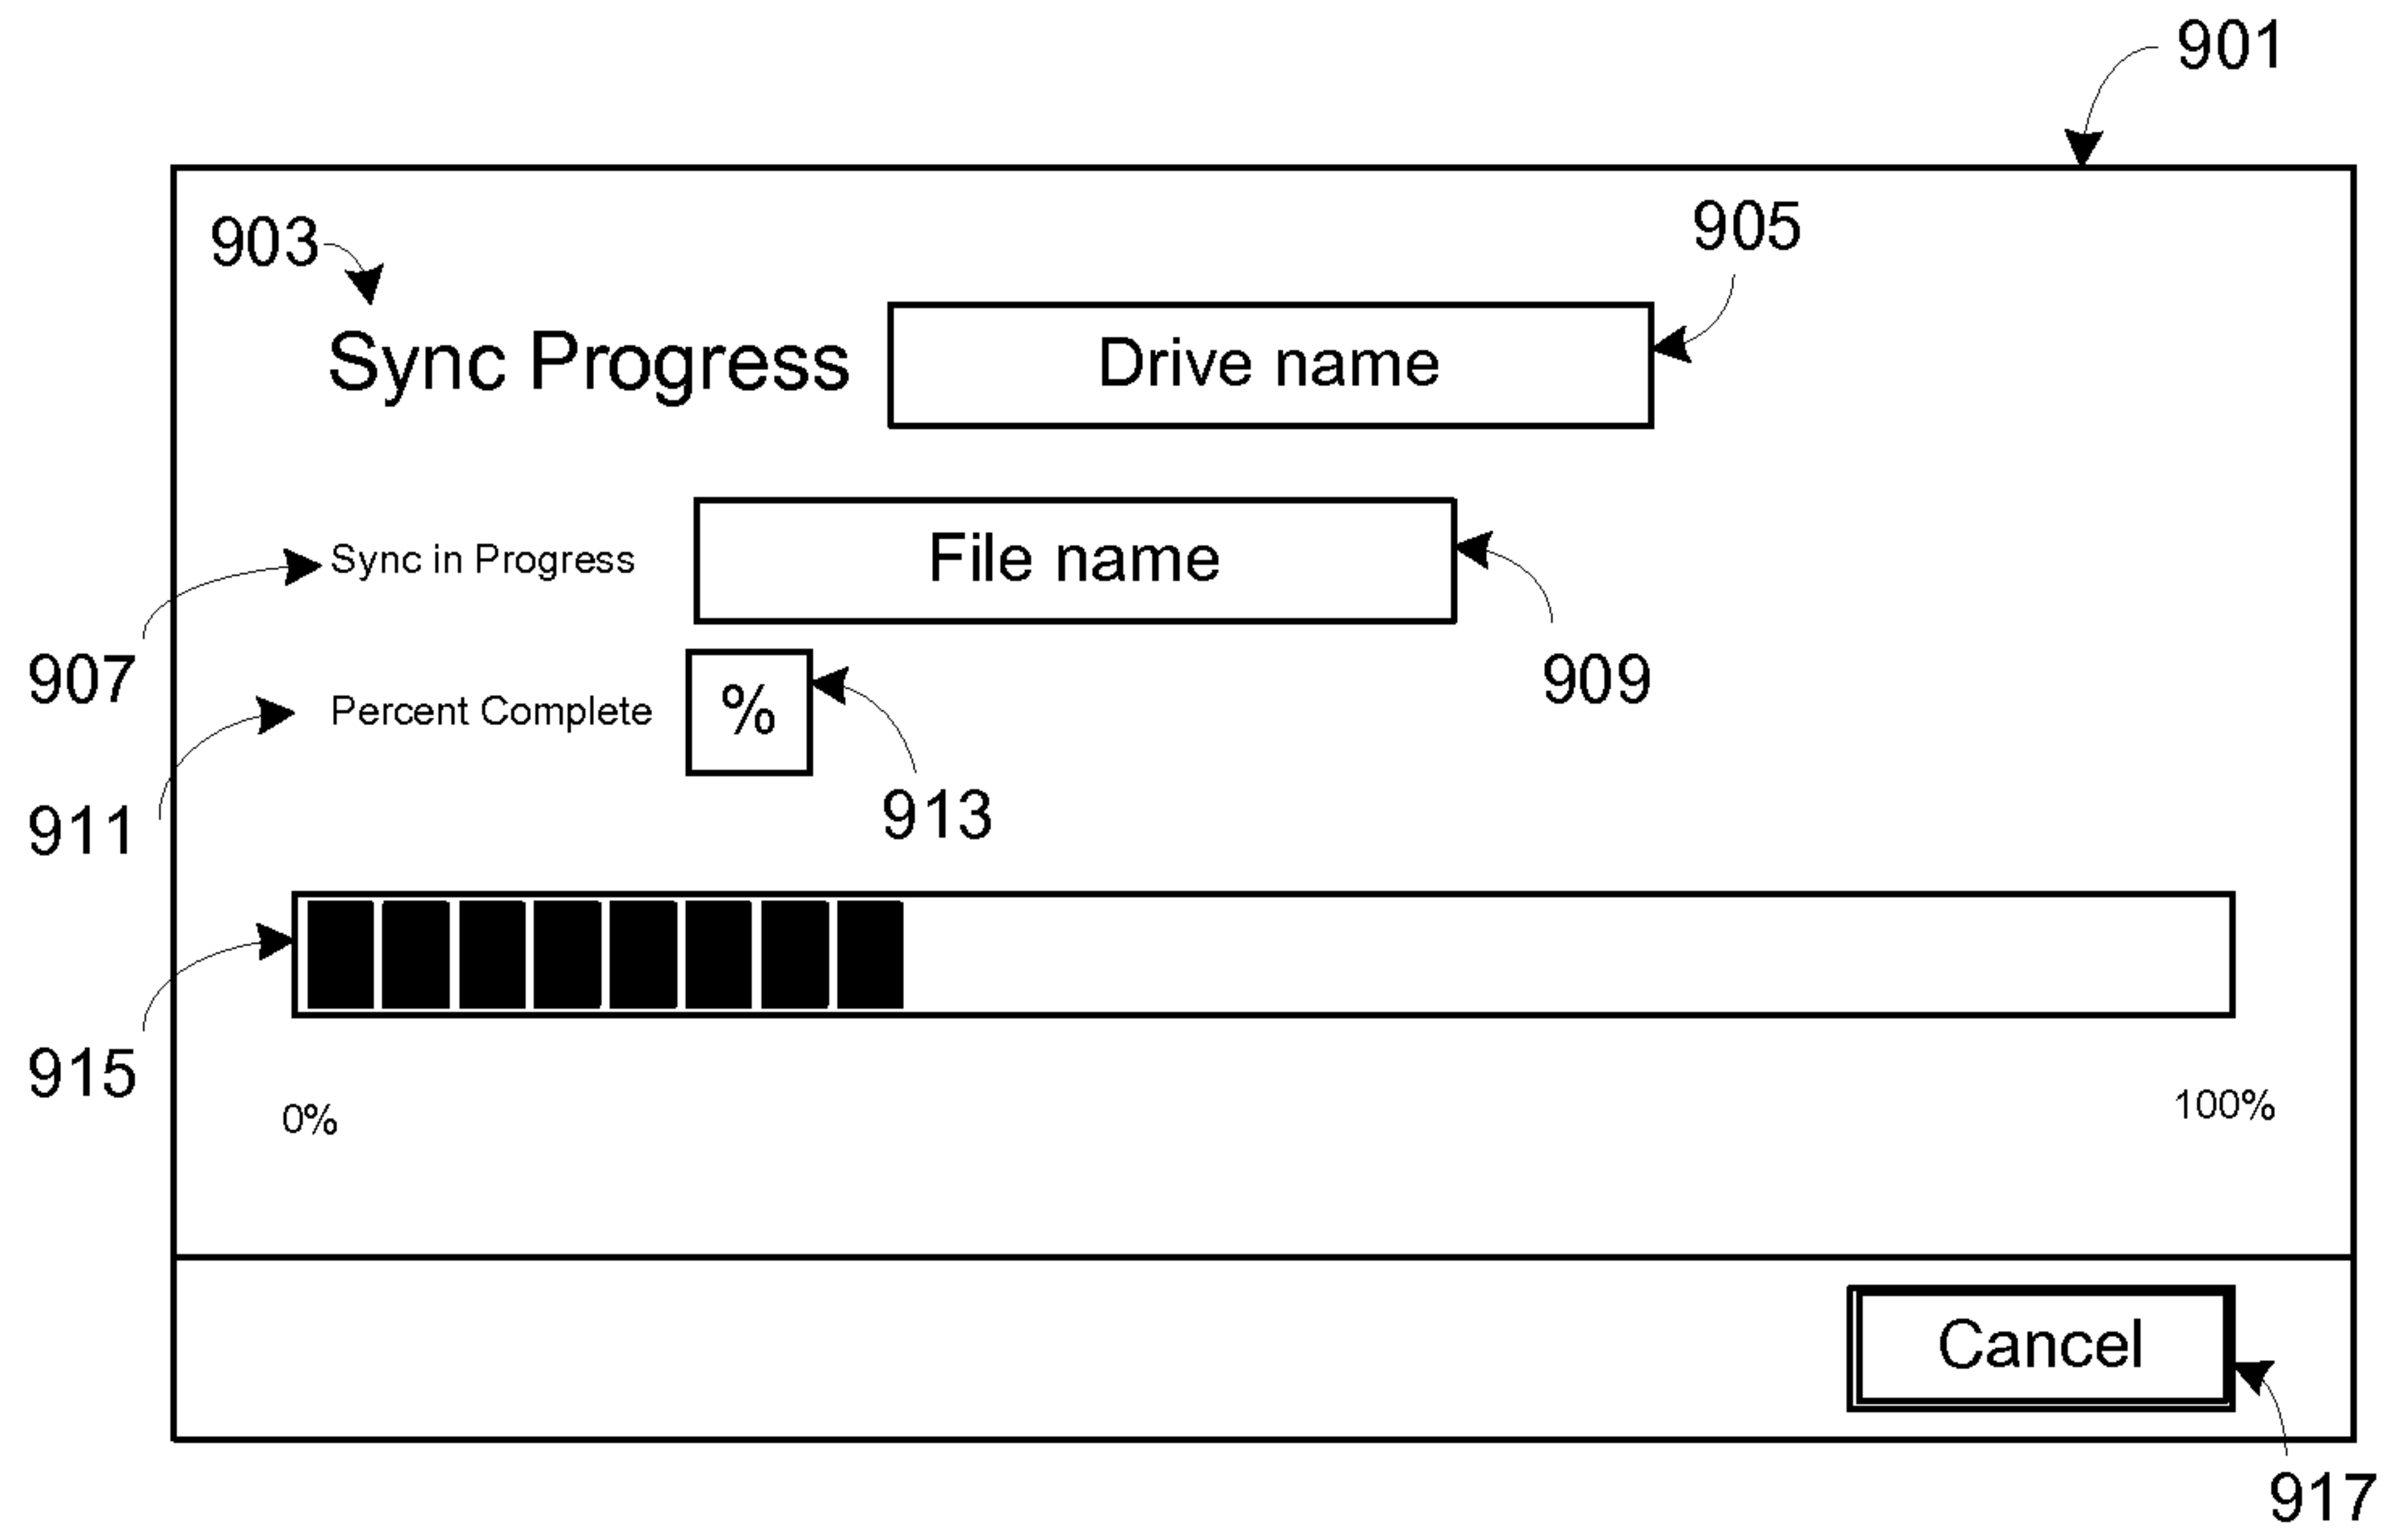 901
903
905
Sync Progress Drive name
Sync in Progress File name
907
909
Percent Complete %
911
913
915
0% 100%
Cancel
917